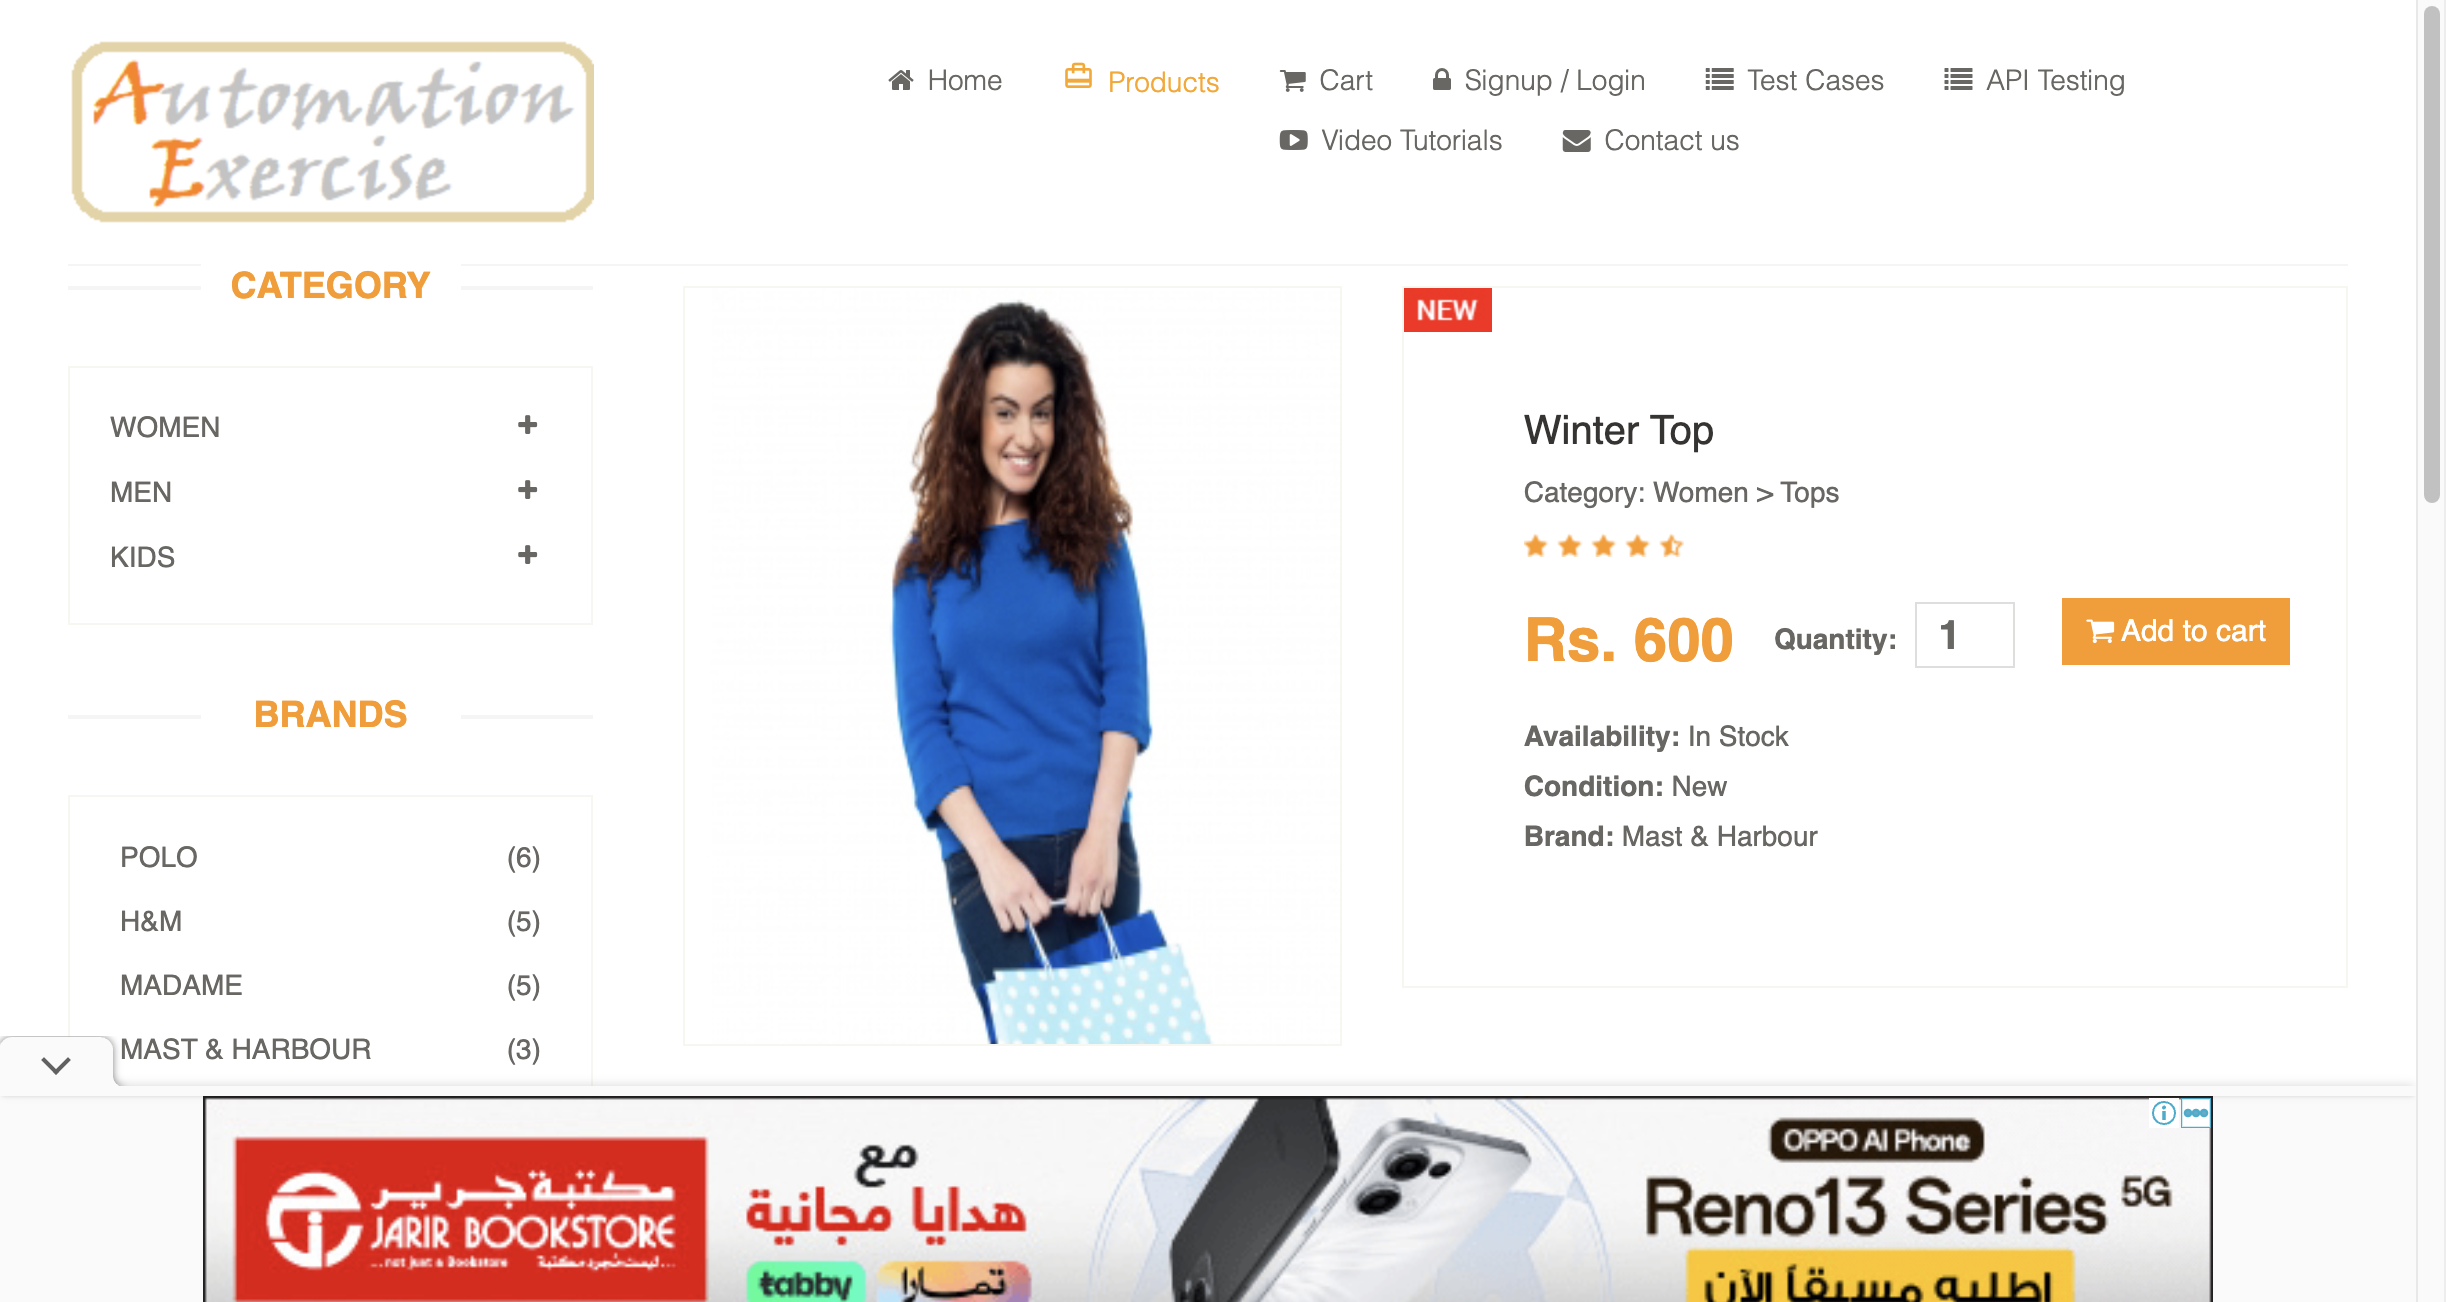 Automation
Exercise
Home
Products
Cart
Signup / Login
Test Cases
API Testing
Video Tutorials
Contact us
CATEGORY
WOMEN
MEN
KIDS
BRANDS
POLO (6)
H&M (5)
MADAME (5)
MAST & HARBOUR (3)
NEW
Winter Top
Category: Women > Tops
Rs. 600 Quantity: 1 Add to cart
Availability: In Stock
Condition: New
Brand: Mast & Harbour
مكتبة جرير
JARIR BOOKSTORE
...not just a Bookstore ليست مجرد مكتبة...
مع
هدايا مجانية
tabby تمارا
OPPO AI Phone
Reno13 Series 5G
اطلبه مسبقاً الآن